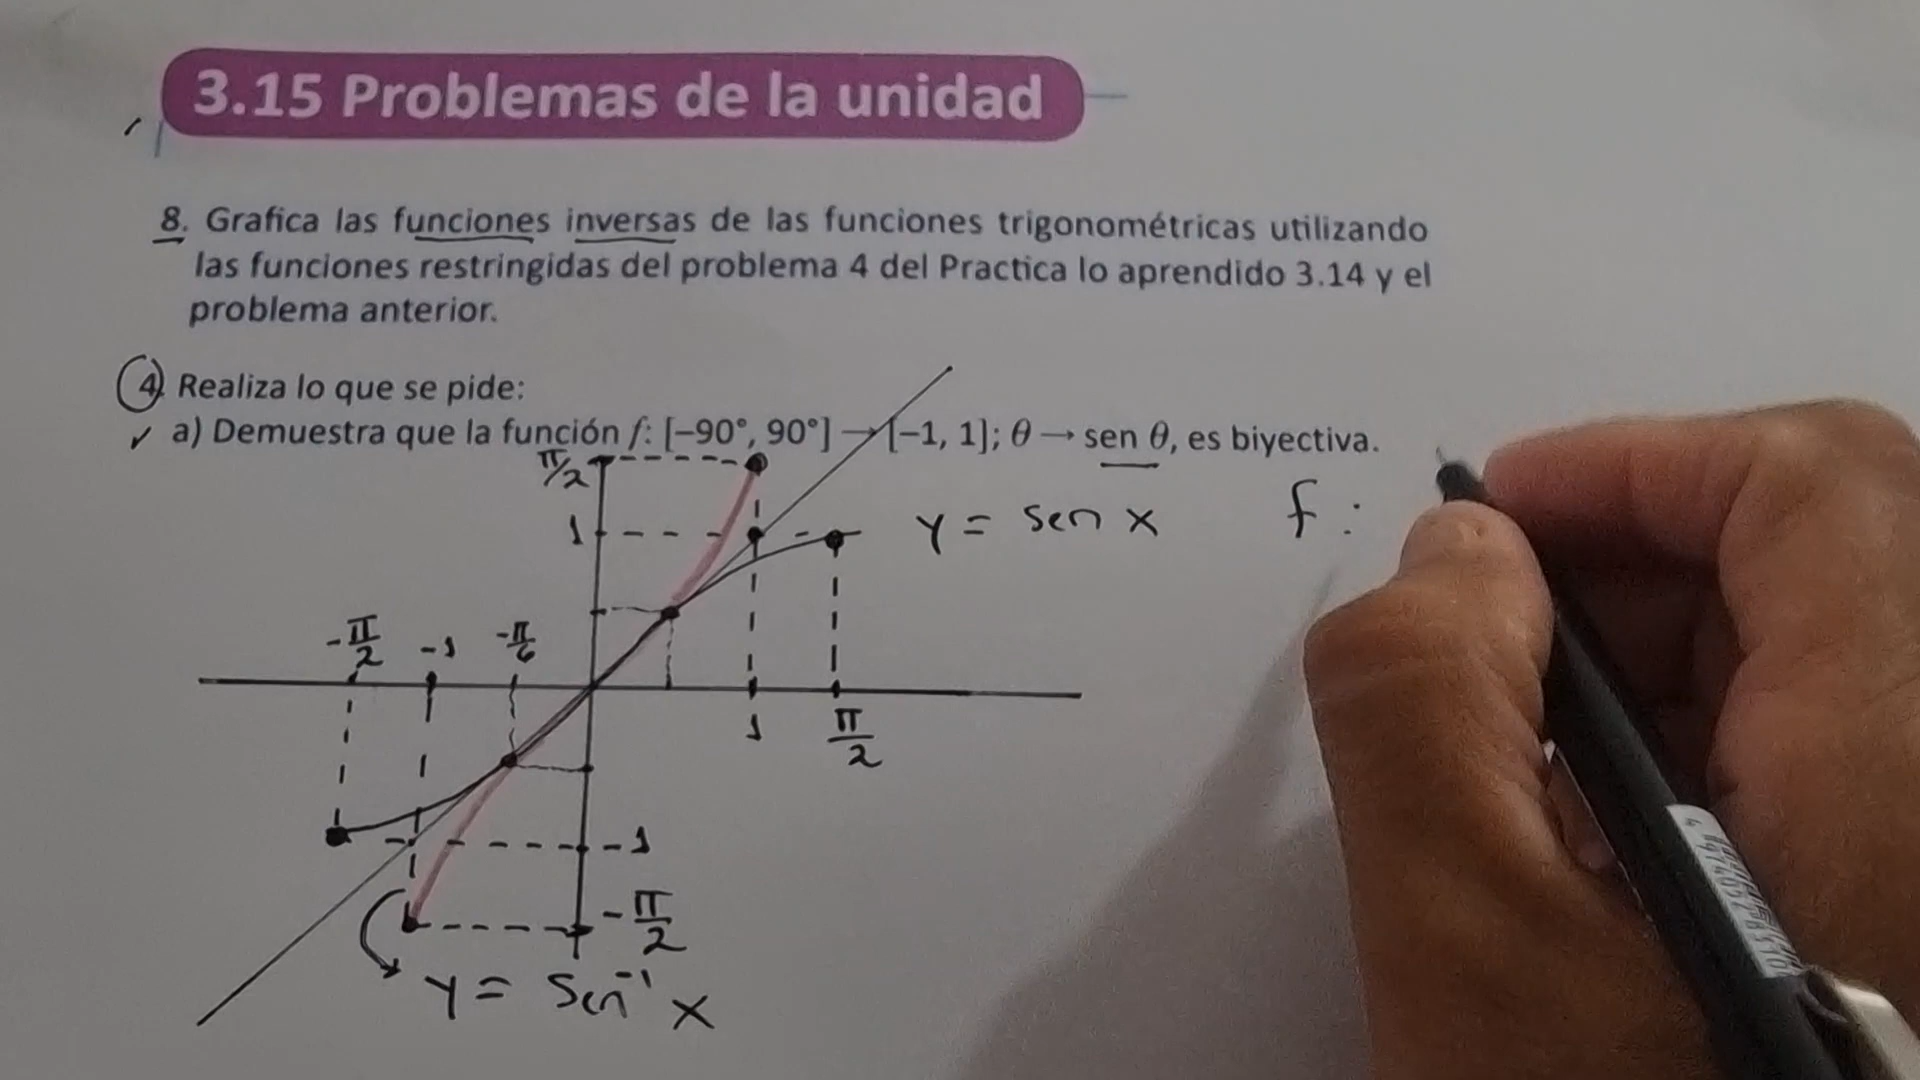 3.15 Problemas de la unidad
8. Grafica las funciones inversas de las funciones trigonométricas utilizando
las funciones restringidas del problema 4 del Practica lo aprendido 3.14 y el
problema anterior.
4. Realiza lo que se pide:
a) Demuestra que la función f: [−90°, 90°] → [−1, 1]; θ → sen θ, es biyectiva.
π/2
1
y = sen x
f :
-π/2
-1
-π/6
1
π/2
-1
-π/2
y = sen⁻¹ x